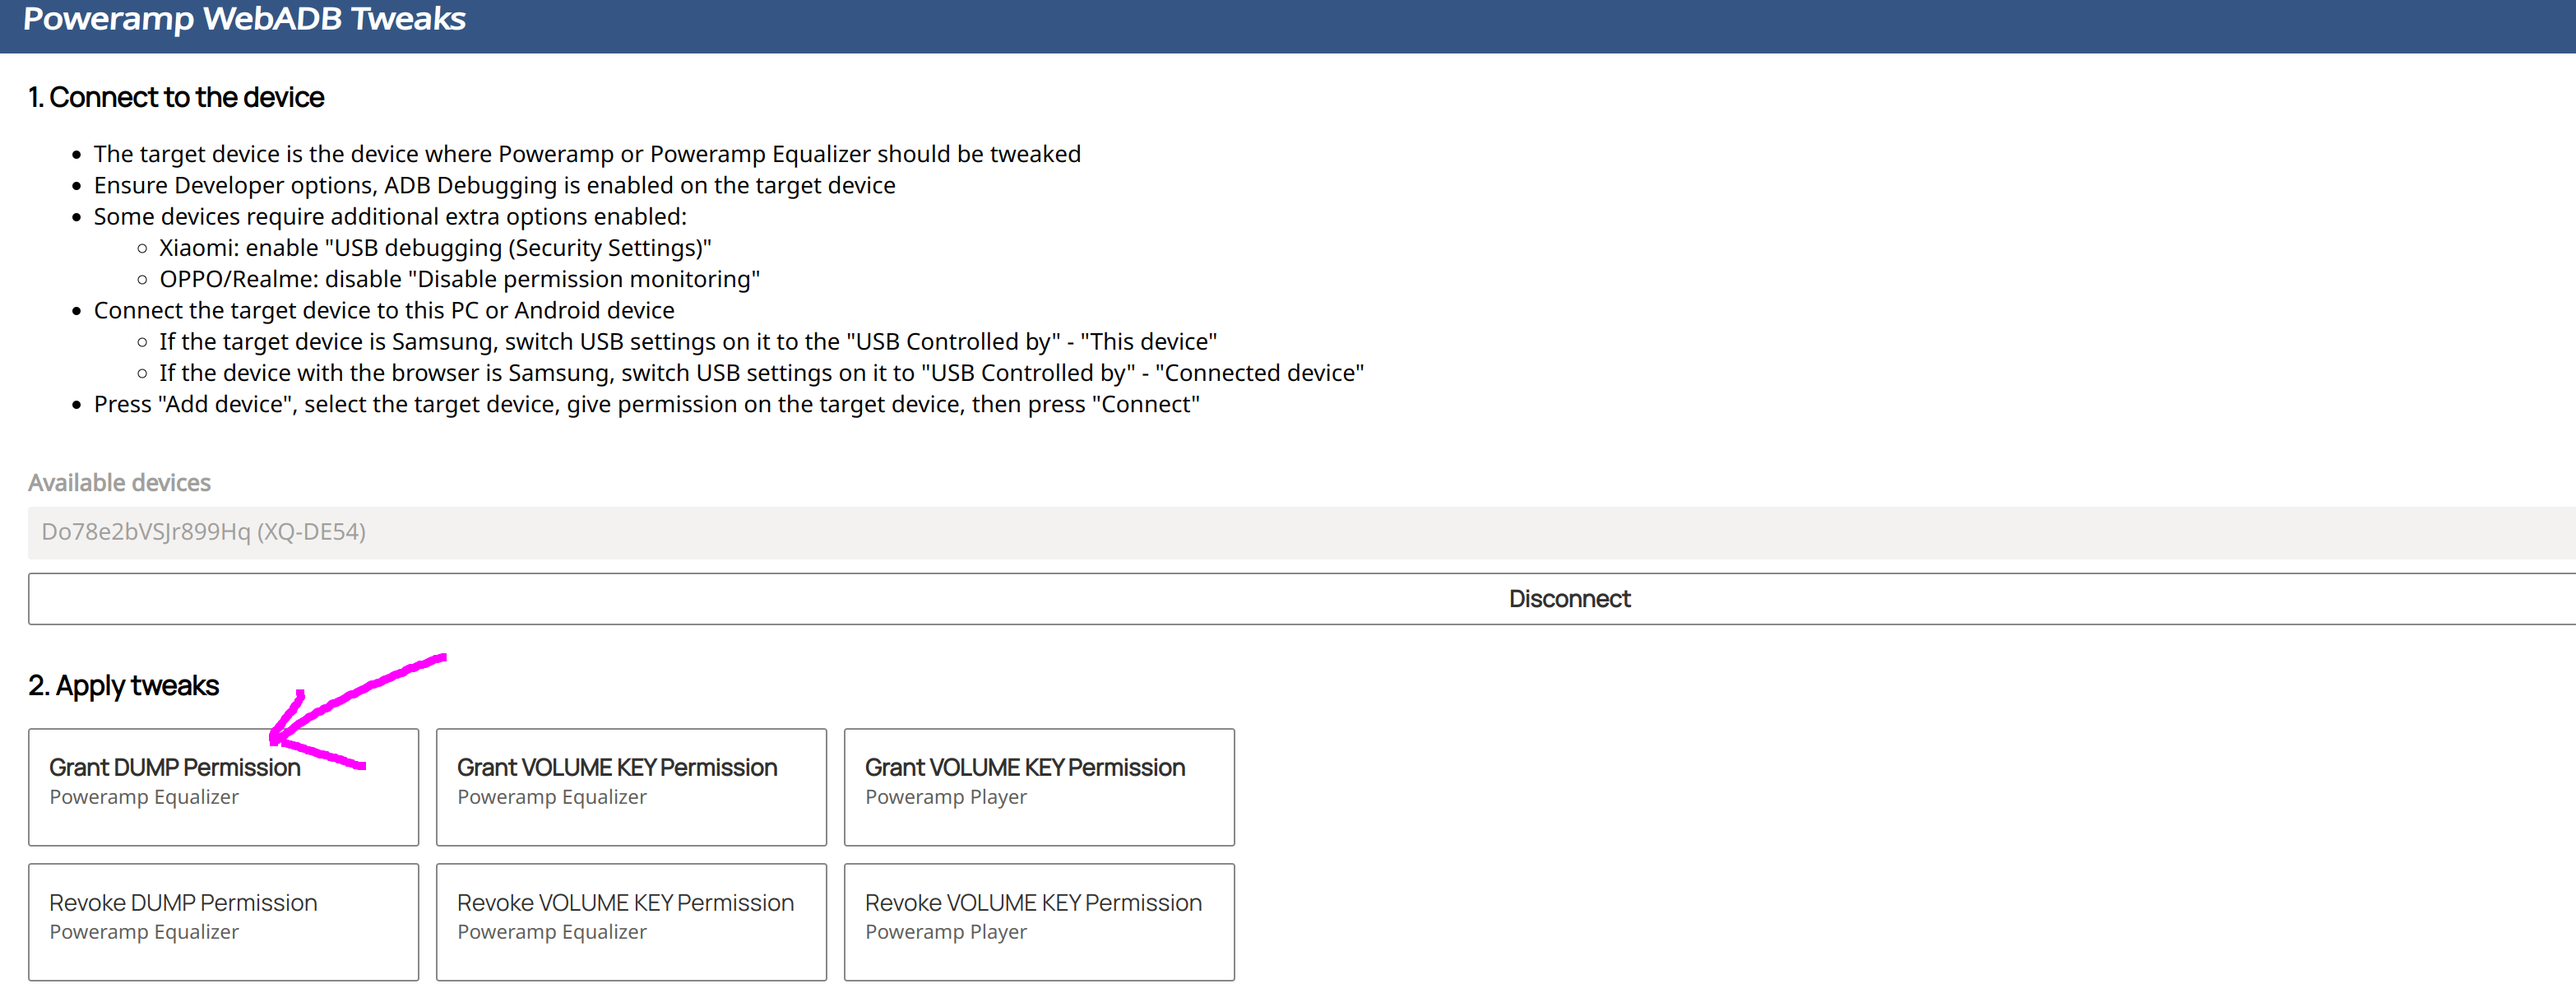 Poweramp WebADB Tweaks
1. Connect to the device
The target device is the device where Poweramp or Poweramp Equalizer should be tweaked
Ensure Developer options, ADB Debugging is enabled on the target device
Some devices require additional extra options enabled:
Xiaomi: enable "USB debugging (Security Settings)"
OPPO/Realme: disable "Disable permission monitoring"
Connect the target device to this PC or Android device
If the target device is Samsung, switch USB settings on it to the "USB Controlled by" - "This device"
If the device with the browser is Samsung, switch USB settings on it to "USB Controlled by" - "Connected device"
Press "Add device", select the target device, give permission on the target device, then press "Connect"
Available devices
Do78e2bVSJr899Hq (XQ-DE54)
Disconnect
2. Apply tweaks
Grant DUMP Permission
Poweramp Equalizer
Grant VOLUME KEY Permission
Poweramp Equalizer
Grant VOLUME KEY Permission
Poweramp Player
Revoke DUMP Permission
Poweramp Equalizer
Revoke VOLUME KEY Permission
Poweramp Equalizer
Revoke VOLUME KEY Permission
Poweramp Player